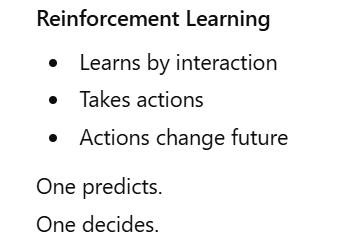 Reinforcement Learning
• Learns by interaction
• Takes actions
• Actions change future
One predicts.
One decides.